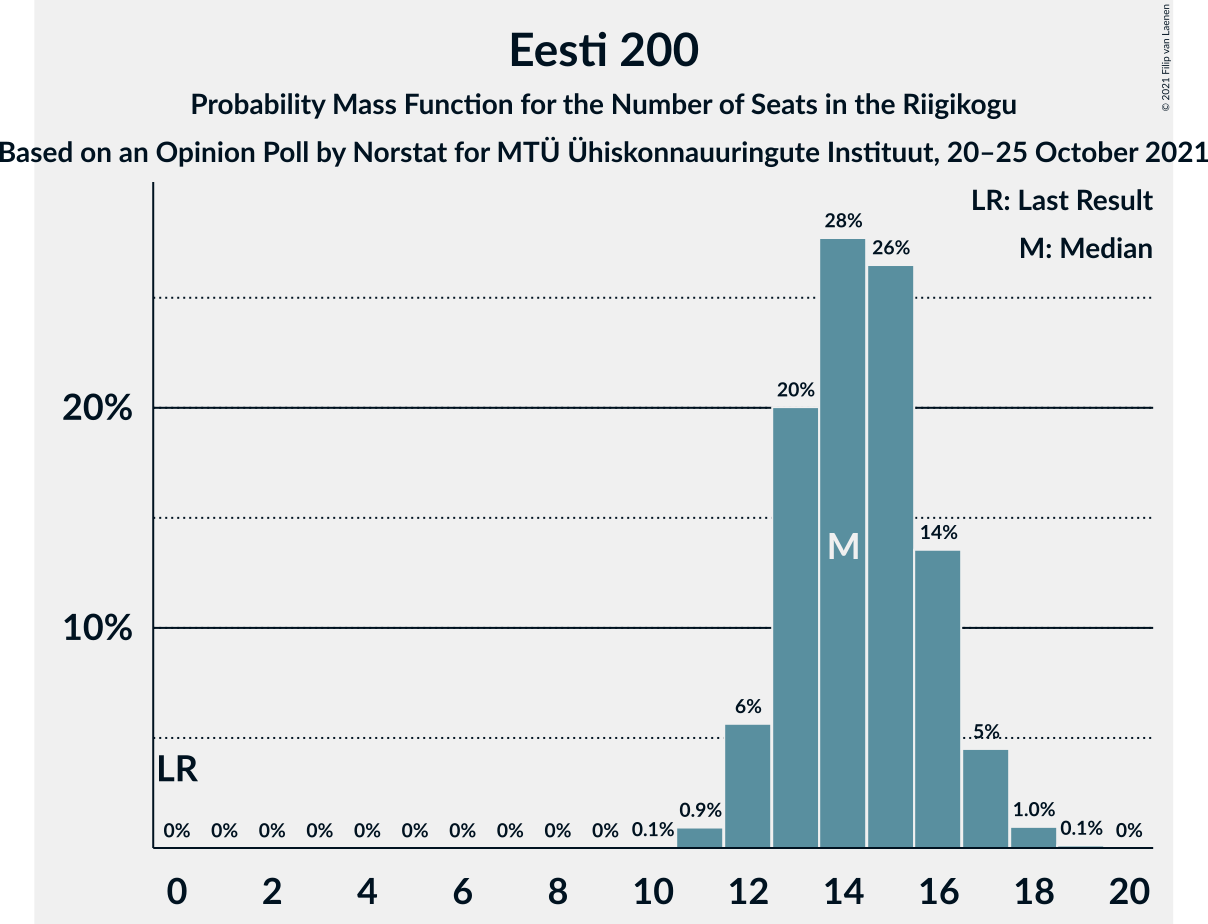 Eesti 200
Probability Mass Function for the Number of Seats in the Riigikogu
Based on an Opinion Poll by Norstat for MTÜ Ühiskonnauuringute Instituut, 20–25 October 2021
© 2021 Filip van Laenen
LR: Last Result
M: Median
28%
26%
20%
20%
14%
M
10%
6%
5%
LR
0% 0% 0% 0% 0% 0% 0% 0% 0% 0% 0.1% 0.9% 1.0% 0.1% 0%
0 2 4 6 8 10 12 14 16 18 20